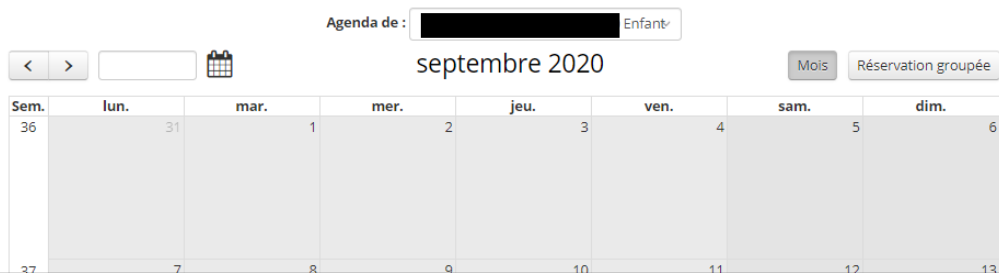 Agenda de : Enfant
< > septembre 2020 Mois Réservation groupée
Sem. lun. mar. mer. jeu. ven. sam. dim.
36 31 1 2 3 4 5 6
37 7 8 9 10 11 12 13